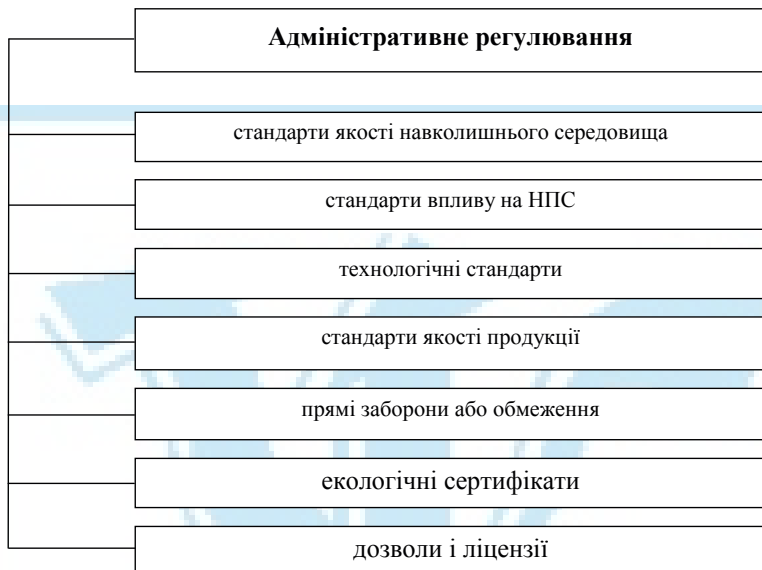 Адміністративне регулювання
стандарти якості навколишнього середовища
стандарти впливу на НПС
технологічні стандарти
стандарти якості продукції
прямі заборони або обмеження
екологічні сертифікати
дозволи і ліцензії